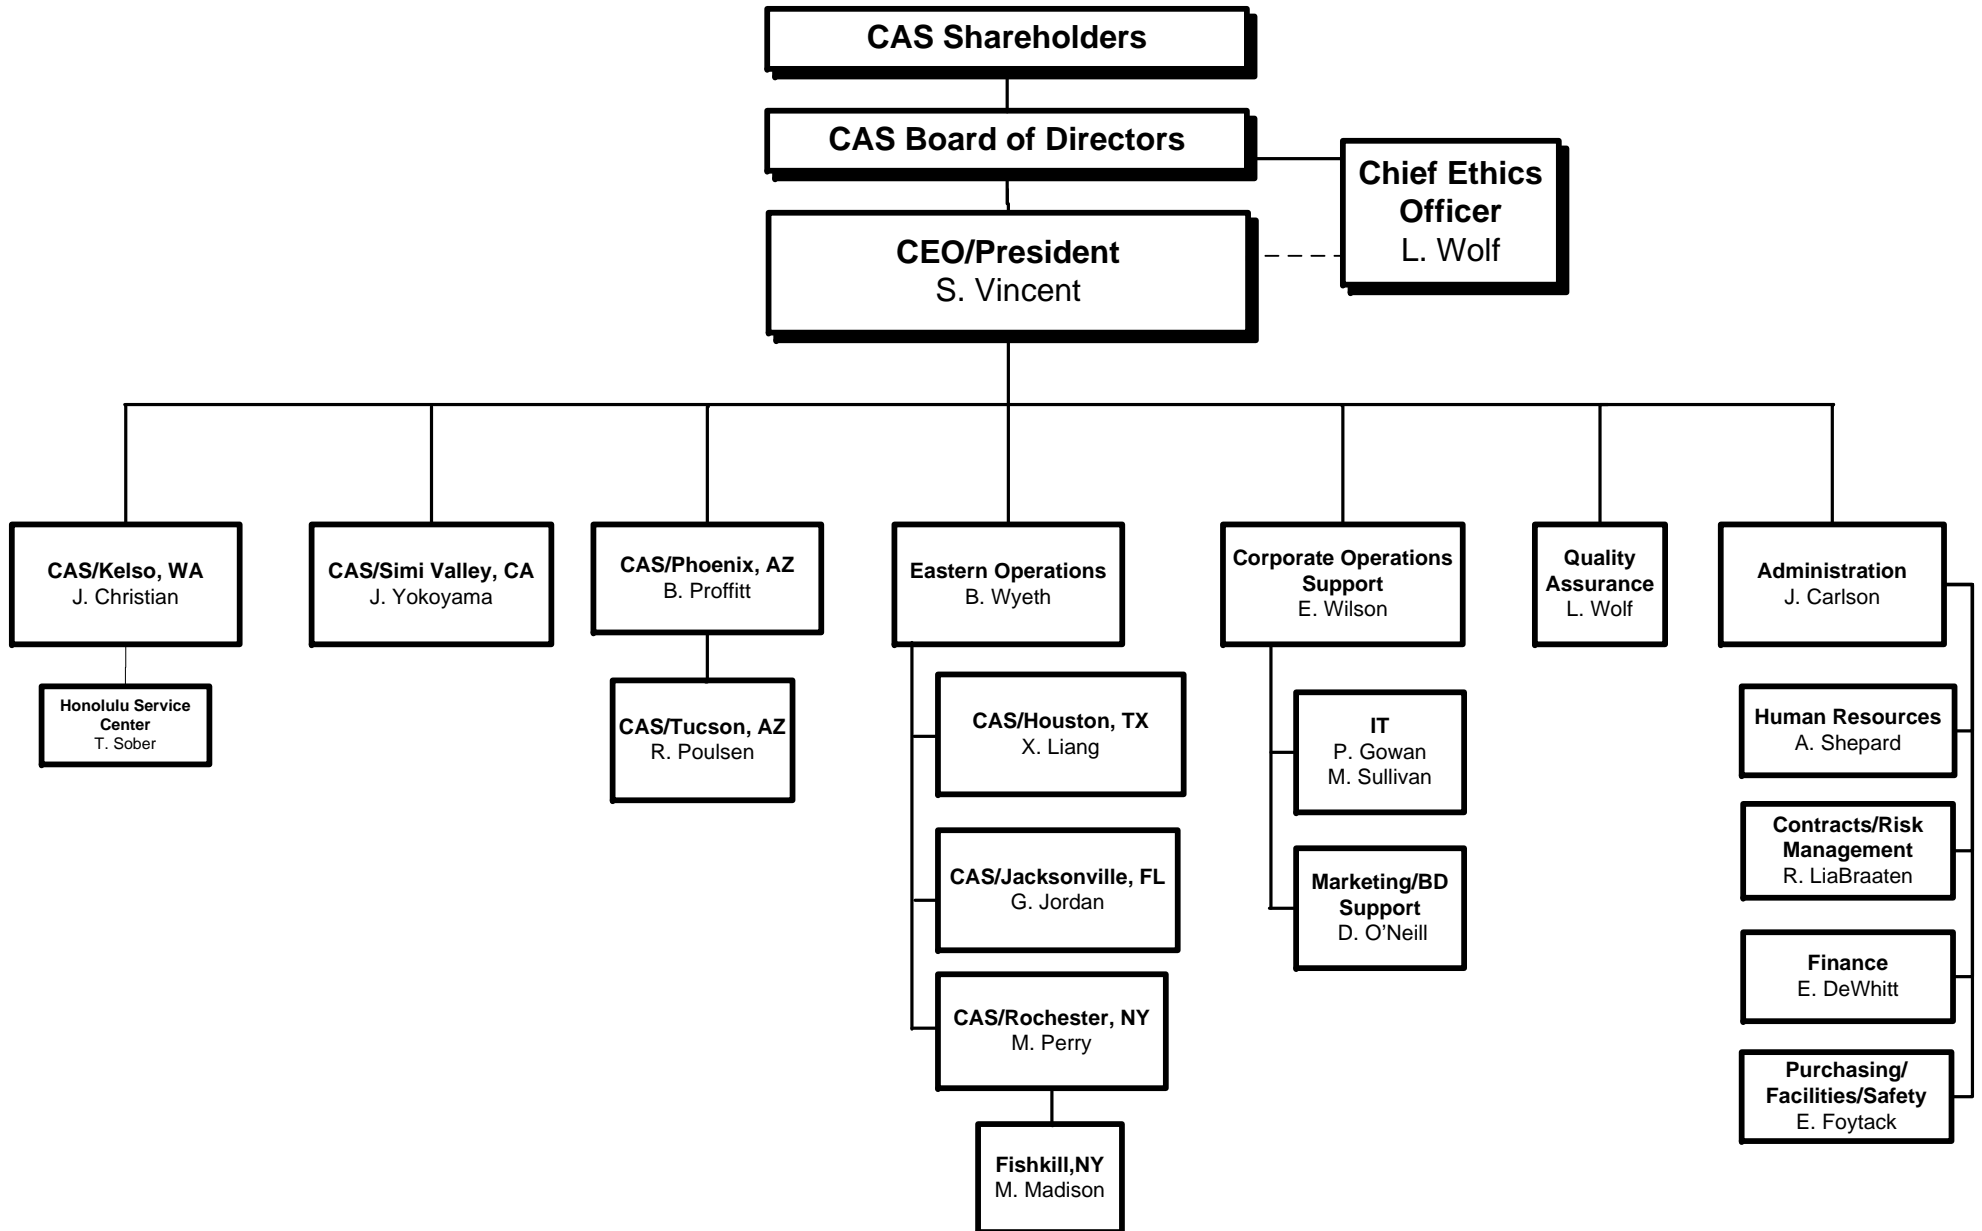 CAS Shareholders
CAS Board of Directors
Chief Ethics
Officer
L. Wolf
CEO/President
S. Vincent
CAS/Kelso, WA
J. Christian
CAS/Simi Valley, CA
J. Yokoyama
CAS/Phoenix, AZ
B. Proffitt
Eastern Operations
B. Wyeth
Corporate Operations
Support
E. Wilson
Quality
Assurance
L. Wolf
Administration
J. Carlson
Honolulu Service
Center
T. Sober
CAS/Tucson, AZ
R. Poulsen
CAS/Houston, TX
X. Liang
IT
P. Gowan
M. Sullivan
Human Resources
A. Shepard
CAS/Jacksonville, FL
G. Jordan
Marketing/BD
Support
D. O’Neill
Contracts/Risk
Management
R. LiaBraaten
CAS/Rochester, NY
M. Perry
Finance
E. DeWhitt
Purchasing/
Facilities/Safety
E. Foytack
Fishkill,NY
M. Madison